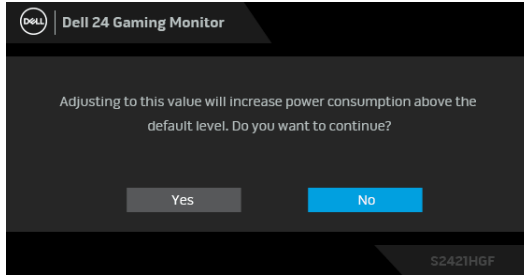 DELL Dell 24 Gaming Monitor
Adjusting to this value will increase power consumption above the
default level. Do you want to continue?
Yes No
S2421HGF